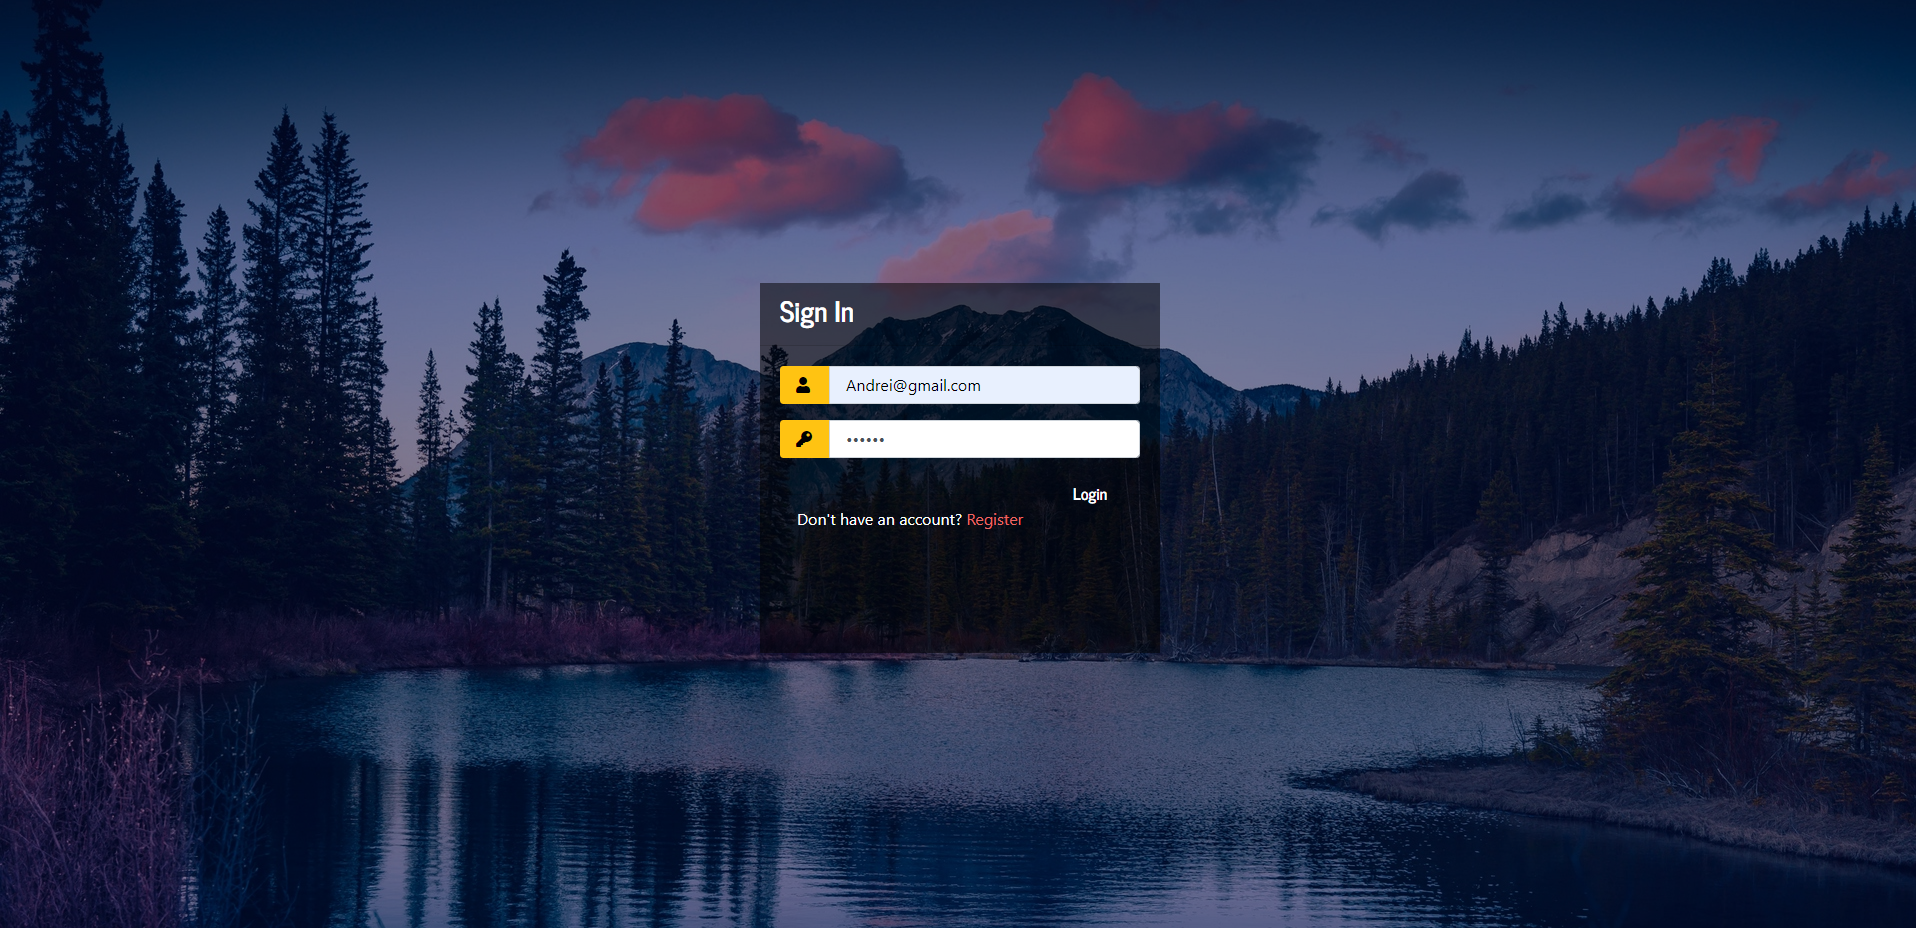 Sign In
Andrei@gmail.com
••••••
Login
Don't have an account? Register